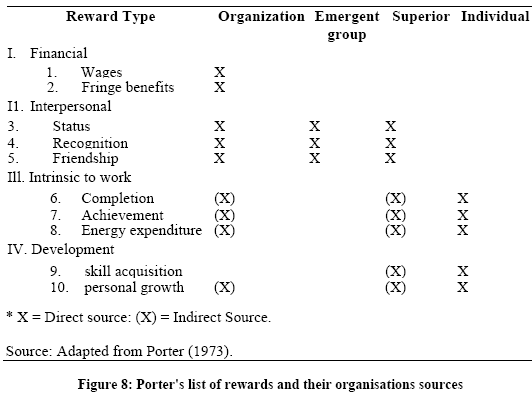 Reward Type Organization Emergent group Superior Individual
I. Financial
1. Wages X
2. Fringe benefits X
I1. Interpersonal
3. Status X X X
4. Recognition X X X
5. Friendship X X X
Ill. Intrinsic to work
6. Completion (X) (X) X
7. Achievement (X) (X) X
8. Energy expenditure (X) (X) X
IV. Development
9. skill acquisition (X) X
10. personal growth (X) (X) X
* X = Direct source: (X) = Indirect Source.
Source: Adapted from Porter (1973).
Figure 8: Porter's list of rewards and their organisations sources